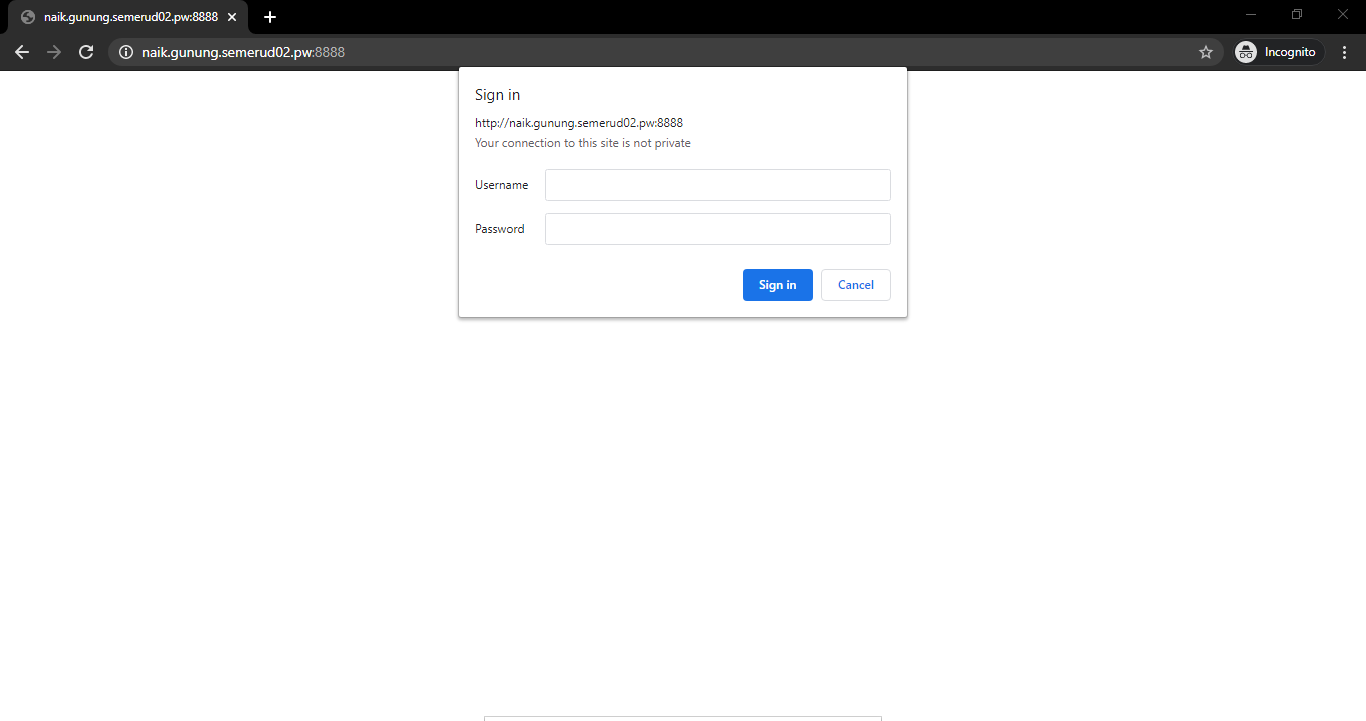 naik.gunung.semerud02.pw:8888
naik.gunung.semerud02.pw:8888
Incognito
Sign in
http://naik.gunung.semerud02.pw:8888
Your connection to this site is not private
Username
Password
Sign in
Cancel